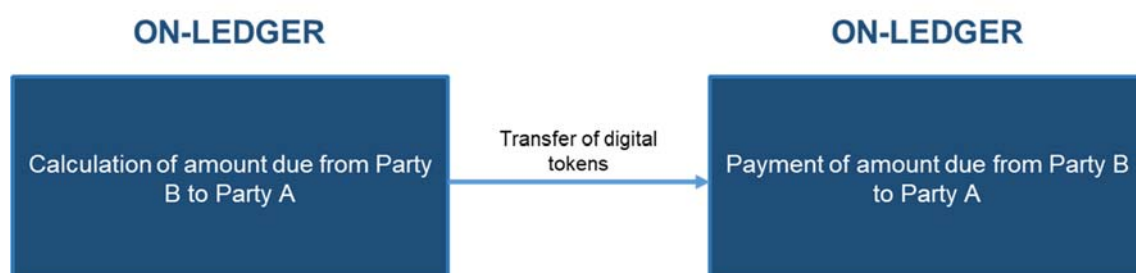 ON-LEDGER
ON-LEDGER
Calculation of amount due from Party
B to Party A
Transfer of digital
tokens
Payment of amount due from Party B
to Party A